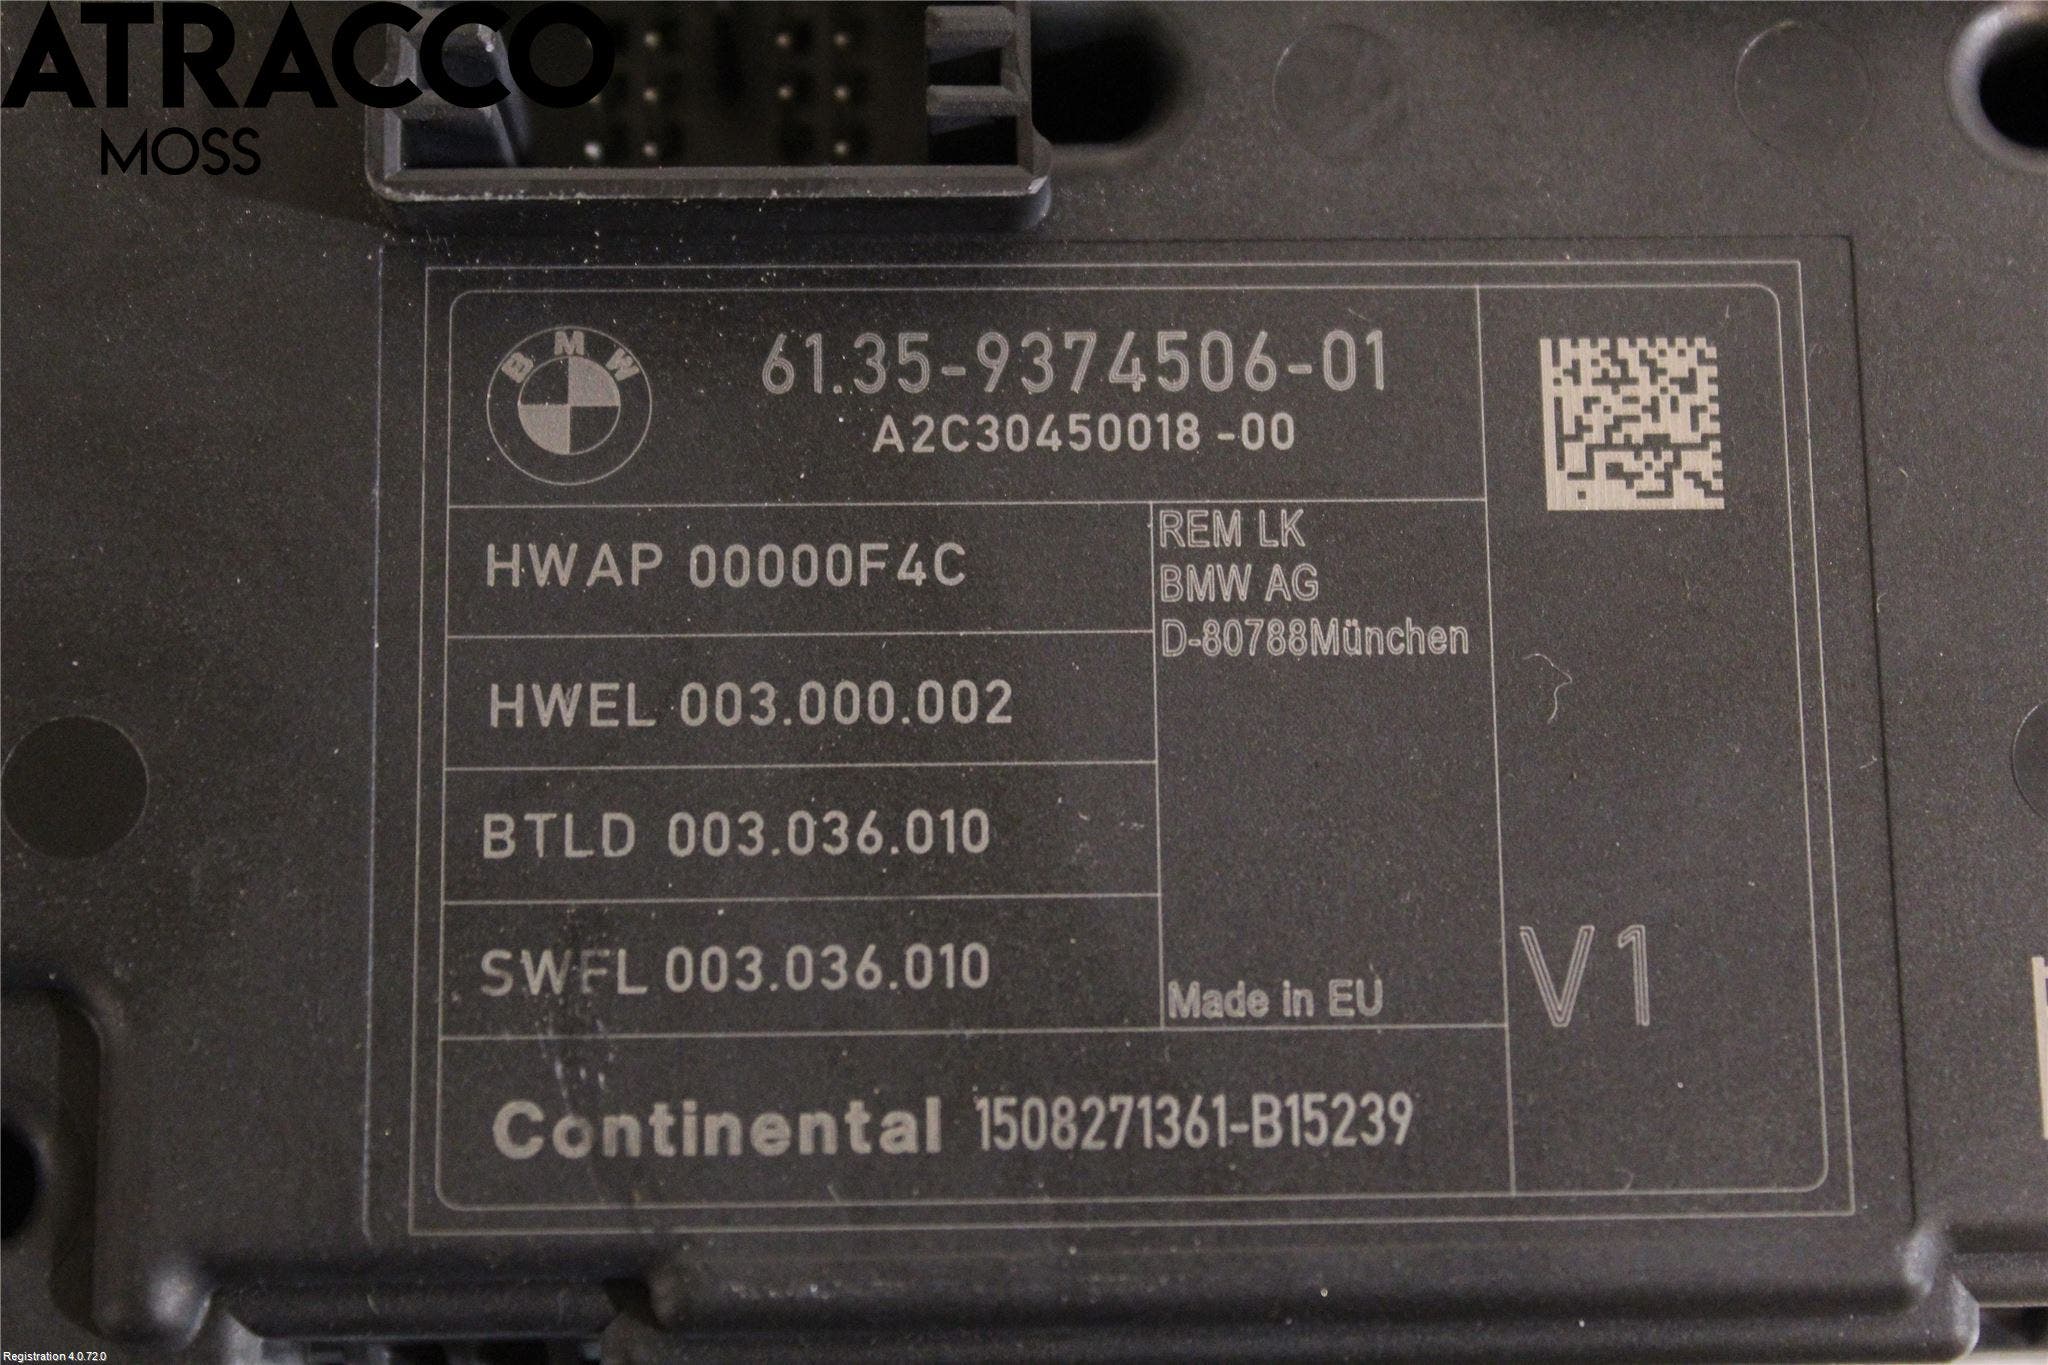 ATRACCO
MOSS
BMW
61.35-9374506-01
A2C30450018 -00
HWAP 00000F4C
REM LK
BMW AG
D-80788München
HWEL 003.000.002
BTLD 003.036.010
SWFL 003.036.010
Made in EU
V1
Continental 1508271361-B15239
Registration 4.0.72.0